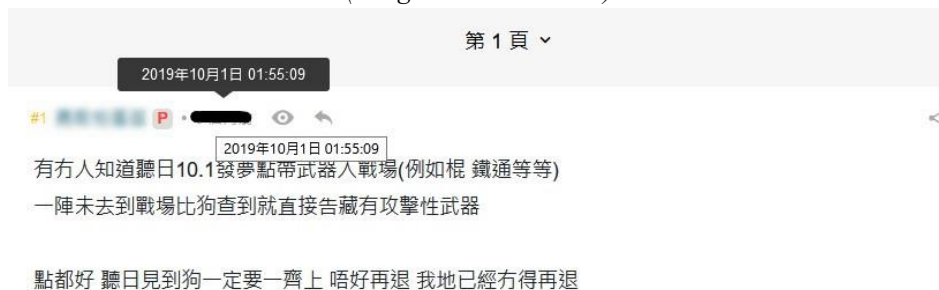 第 1 頁
2019年10月1日 01:55:09
#1 P •
2019年10月1日 01:55:09
有冇人知道聽日10.1發夢點帶武器入戰場(例如棍 鐵通等等)
一陣未去到戰場比狗查到就直接告藏有攻擊性武器
點都好 聽日見到狗一定要一齊上 唔好再退 我地已經冇得再退